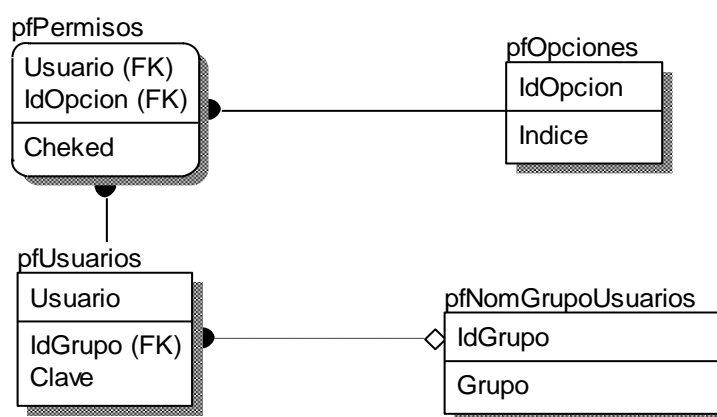 pfPermisos
Usuario (FK)
IdOpcion (FK)
Cheked
pfOpciones
IdOpcion
Indice
pfUsuarios
Usuario
IdGrupo (FK)
Clave
pfNomGrupoUsuarios
IdGrupo
Grupo